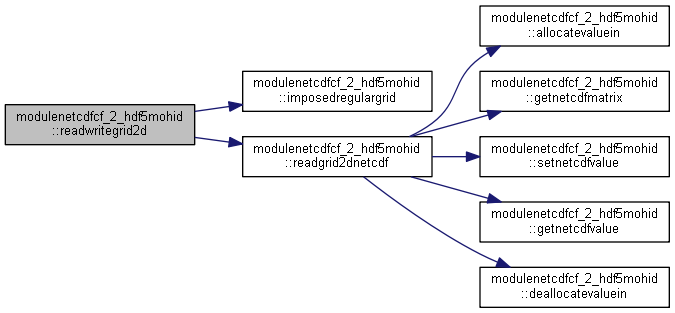 modulenetcdfcf_2_hdf5mohid
::readwritegrid2d
modulenetcdfcf_2_hdf5mohid
::imposedregulargrid
modulenetcdfcf_2_hdf5mohid
::readgrid2dnetcdf
modulenetcdfcf_2_hdf5mohid
::allocatevaluein
modulenetcdfcf_2_hdf5mohid
::getnetcdfmatrix
modulenetcdfcf_2_hdf5mohid
::setnetcdfvalue
modulenetcdfcf_2_hdf5mohid
::getnetcdfvalue
modulenetcdfcf_2_hdf5mohid
::deallocatevaluein